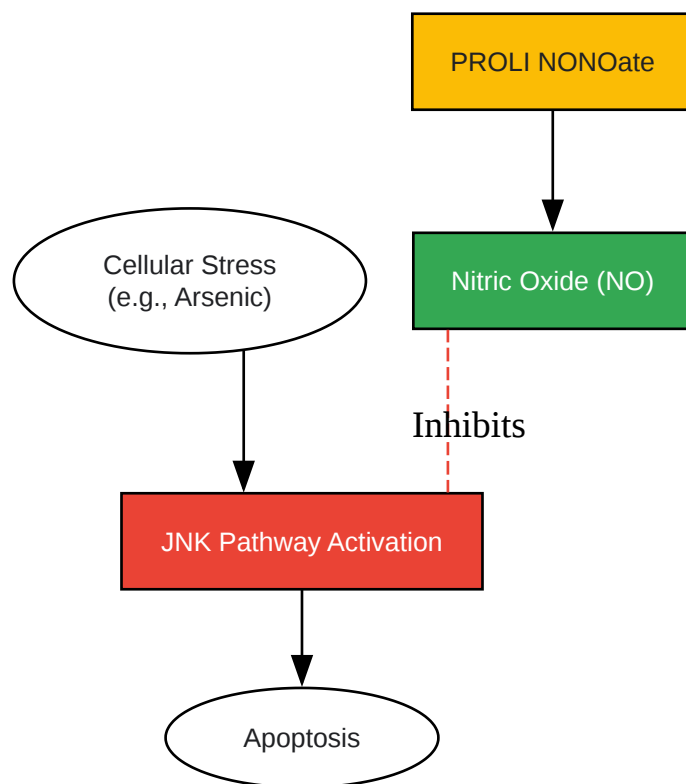 PROLI NONOate
Cellular Stress
(e.g., Arsenic)
Nitric Oxide (NO)
Inhibits
JNK Pathway Activation
Apoptosis